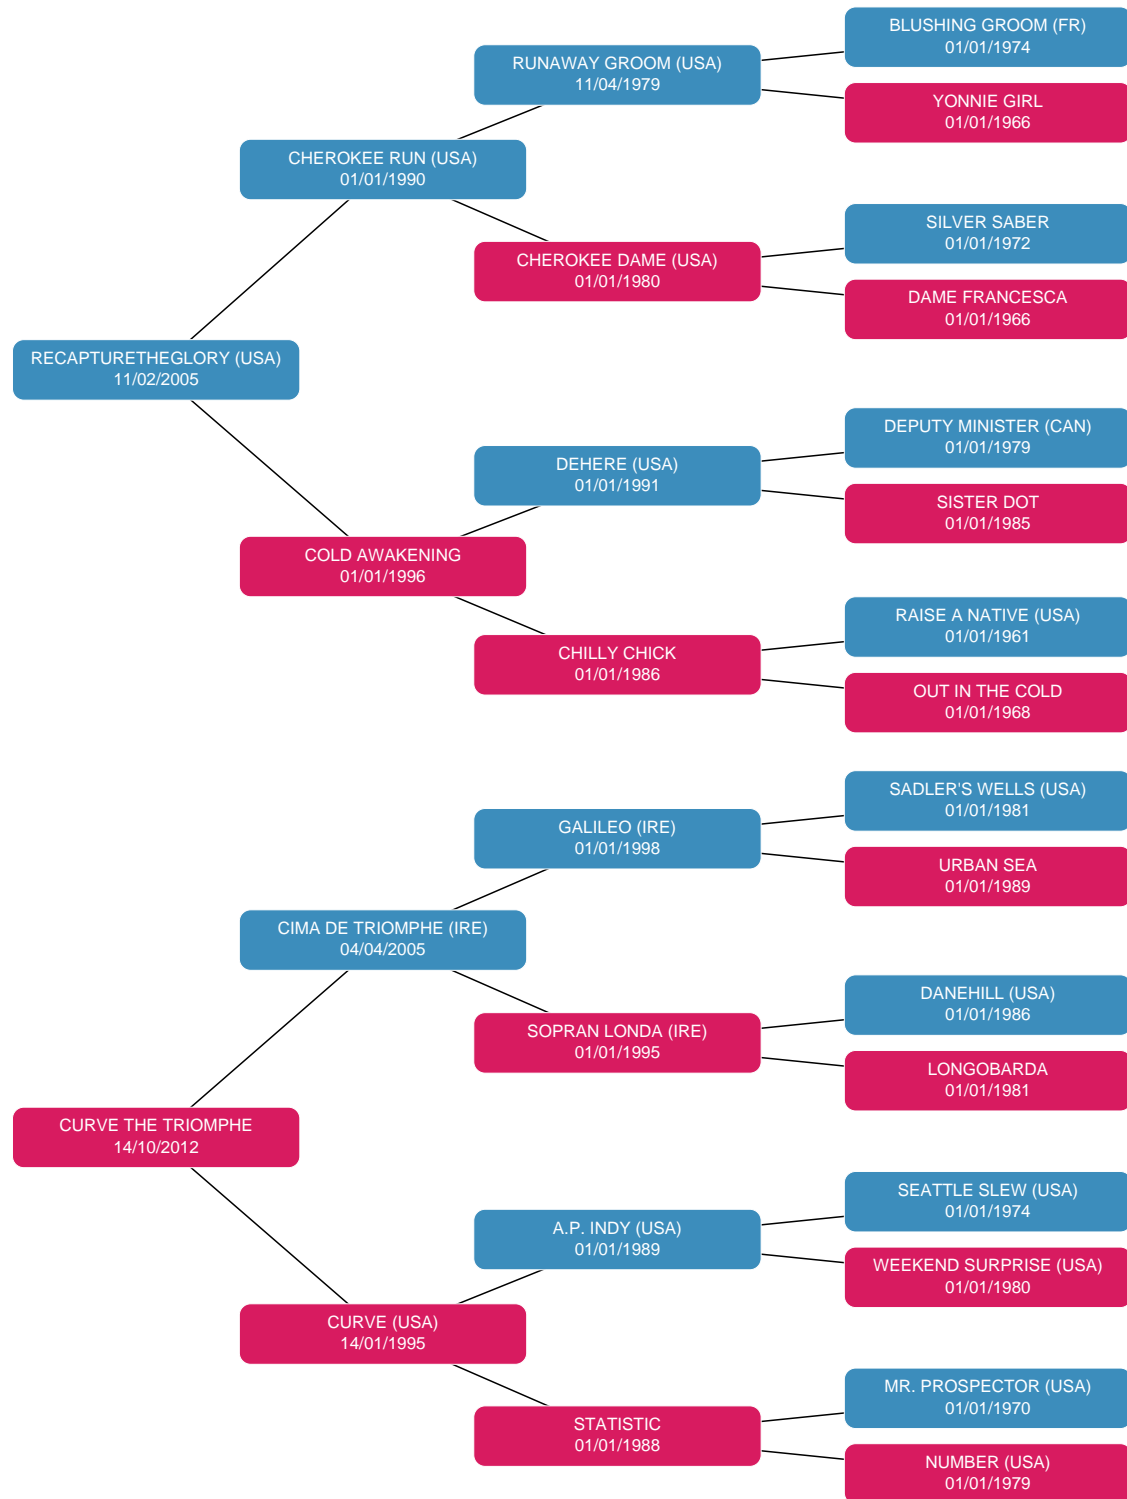 BLUSHING GROOM (FR)
01/01/1974
RUNAWAY GROOM (USA)
11/04/1979
YONNIE GIRL
01/01/1966
CHEROKEE RUN (USA)
01/01/1990
SILVER SABER
01/01/1972
CHEROKEE DAME (USA)
01/01/1980
DAME FRANCESCA
01/01/1966
RECAPTURETHEGLORY (USA)
11/02/2005
DEPUTY MINISTER (CAN)
01/01/1979
DEHERE (USA)
01/01/1991
SISTER DOT
01/01/1985
COLD AWAKENING
01/01/1996
RAISE A NATIVE (USA)
01/01/1961
CHILLY CHICK
01/01/1986
OUT IN THE COLD
01/01/1968
SADLER'S WELLS (USA)
01/01/1981
GALILEO (IRE)
01/01/1998
URBAN SEA
01/01/1989
CIMA DE TRIOMPHE (IRE)
04/04/2005
DANEHILL (USA)
01/01/1986
SOPRAN LONDA (IRE)
01/01/1995
LONGOBARDA
01/01/1981
CURVE THE TRIOMPHE
14/10/2012
SEATTLE SLEW (USA)
01/01/1974
A.P. INDY (USA)
01/01/1989
WEEKEND SURPRISE (USA)
01/01/1980
CURVE (USA)
14/01/1995
MR. PROSPECTOR (USA)
01/01/1970
STATISTIC
01/01/1988
NUMBER (USA)
01/01/1979